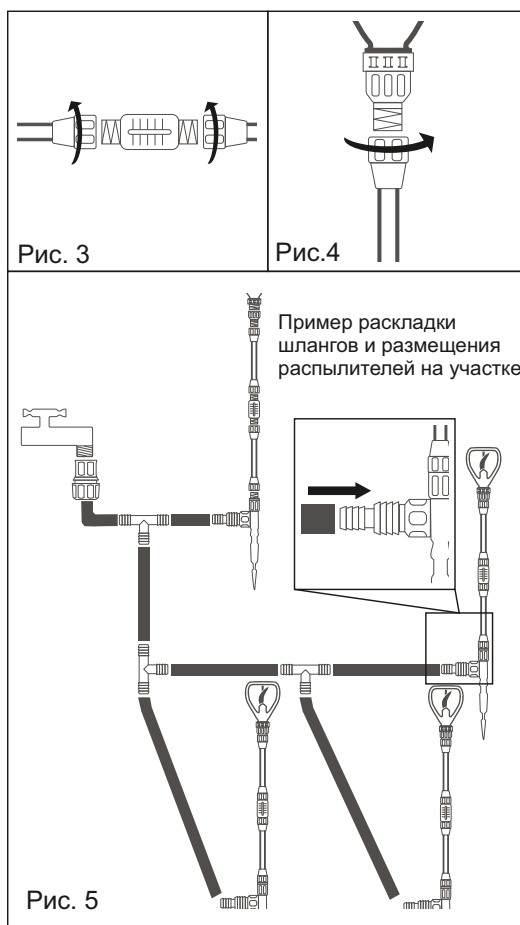 Рис. 3
Рис.4
Пример раскладки
шлангов и размещения
распылителей на участке
Рис. 5